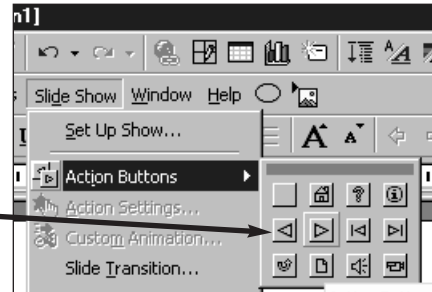 n1]
Slide Show Window Help
Set Up Show...
Action Buttons
Action Settings...
Custom Animation...
Slide Transition...